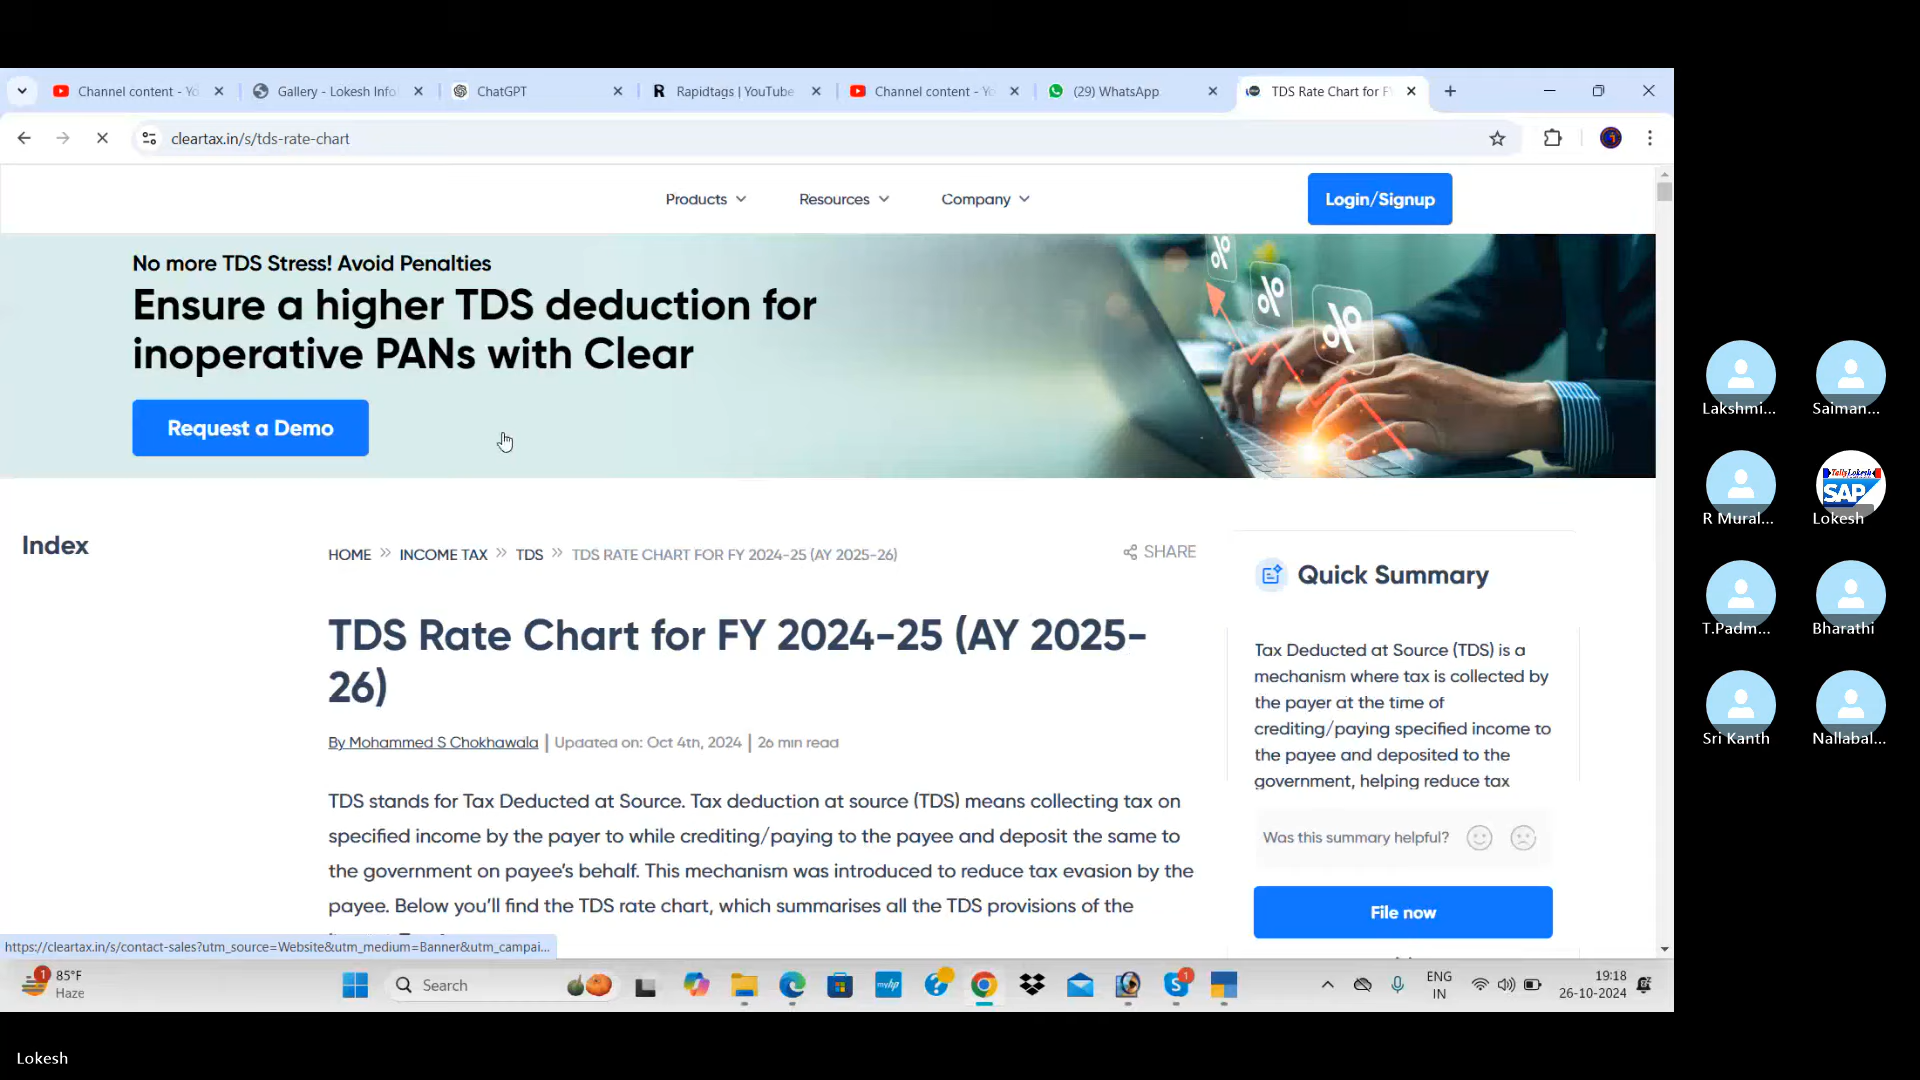 Channel content - Yo
Gallery - Lokesh Info
ChatGPT
Rapidtags | YouTube
Channel content - Yo
(29) WhatsApp
TDS Rate Chart for F
cleartax.in/s/tds-rate-chart
Products
Resources
Company
Login/Signup
No more TDS Stress! Avoid Penalties
Ensure a higher TDS deduction for
inoperative PANs with Clear
Request a Demo
Index
HOME » INCOME TAX » TDS » TDS RATE CHART FOR FY 2024-25 (AY 2025-26)
SHARE
TDS Rate Chart for FY 2024-25 (AY 2025-
26)
By Mohammed S Chokhawala | Updated on: Oct 4th, 2024 | 26 min read
TDS stands for Tax Deducted at Source. Tax deduction at source (TDS) means collecting tax on
specified income by the payer to while crediting/paying to the payee and deposit the same to
the government on payee's behalf. This mechanism was introduced to reduce tax evasion by the
payee. Below you'll find the TDS rate chart, which summarises all the TDS provisions of the
Quick Summary
Tax Deducted at Source (TDS) is a
mechanism where tax is collected by
the payer at the time of
crediting/paying specified income to
the payee and deposited to the
government, helping reduce tax
Was this summary helpful?
File now
https://cleartax.in/s/contact-sales?utm_source=Website&utm_medium=Banner&utm_campai...
1
85°F
Haze
Search
myhp
1
ENG
IN
19:18
26-10-2024
Lakshmi...
Saiman...
R Mural...
TallyLokesh
SAP
Lokesh
T.Padm...
Bharathi
Sri Kanth
Nallabal...
Lokesh